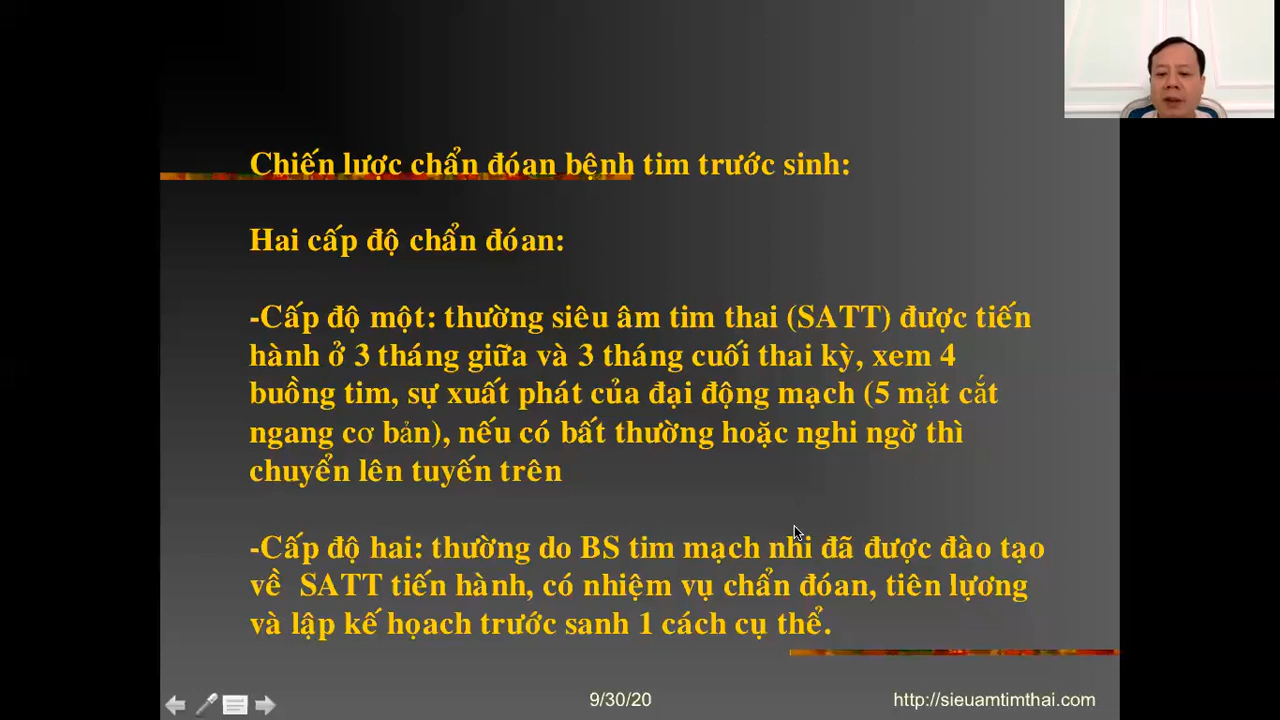 Chiến lược chẩn đóan bệnh tim trước sinh:
Hai cấp độ chẩn đóan:
-Cấp độ một: thường siêu âm tim thai (SATT) được tiến
hành ở 3 tháng giữa và 3 tháng cuối thai kỳ, xem 4
buồng tim, sự xuất phát của đại động mạch (5 mặt cắt
ngang cơ bản), nếu có bất thường hoặc nghi ngờ thì
chuyển lên tuyến trên
-Cấp độ hai: thường do BS tim mạch nhi đã được đào tạo
về SATT tiến hành, có nhiệm vụ chẩn đóan, tiên lượng
và lập kế họach trước sanh 1 cách cụ thể.
9/30/20
http://sieuamtimthai.com